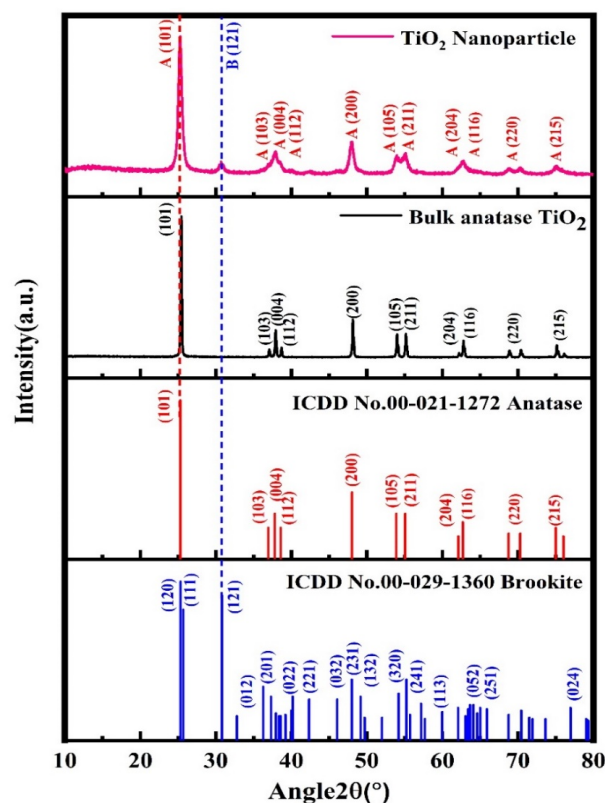 TiO2 Nanoparticle
A (101)
B (121)
A (103)
A (004)
A (112)
A (200)
A (105)
A (211)
A (204)
A (116)
A (220)
A (215)
Bulk anatase TiO2
(101)
(103)
(004)
(112)
(200)
(105)
(211)
(204)
(116)
(220)
(215)
ICDD No.00-021-1272 Anatase
(101)
(103)
(004)
(112)
(200)
(105)
(211)
(204)
(116)
(220)
(215)
ICDD No.00-029-1360 Brookite
(120)
(111)
(121)
(012)
(201)
(022)
(221)
(032)
(231)
(132)
(320)
(241)
(113)
(052)
(251)
(024)
Intensity(a.u.)
10 20 30 40 50 60 70 80
Angle2θ(°)